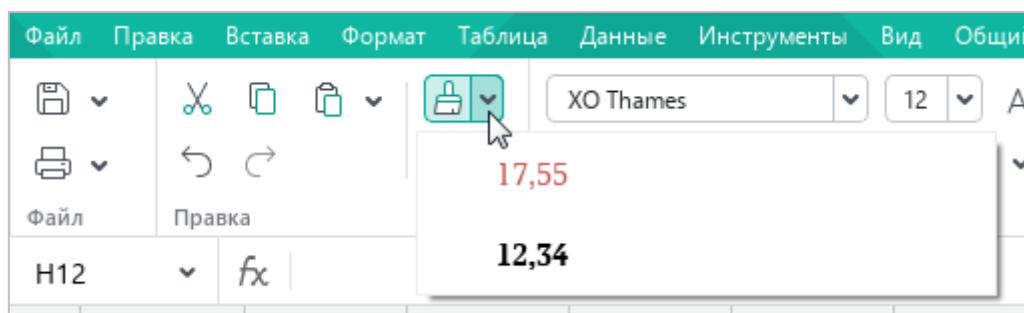 Файл Правка Вставка Формат Таблица Данные Инструменты Вид
XO Thames 12
17,55
Файл Правка
12,34
H12 fx